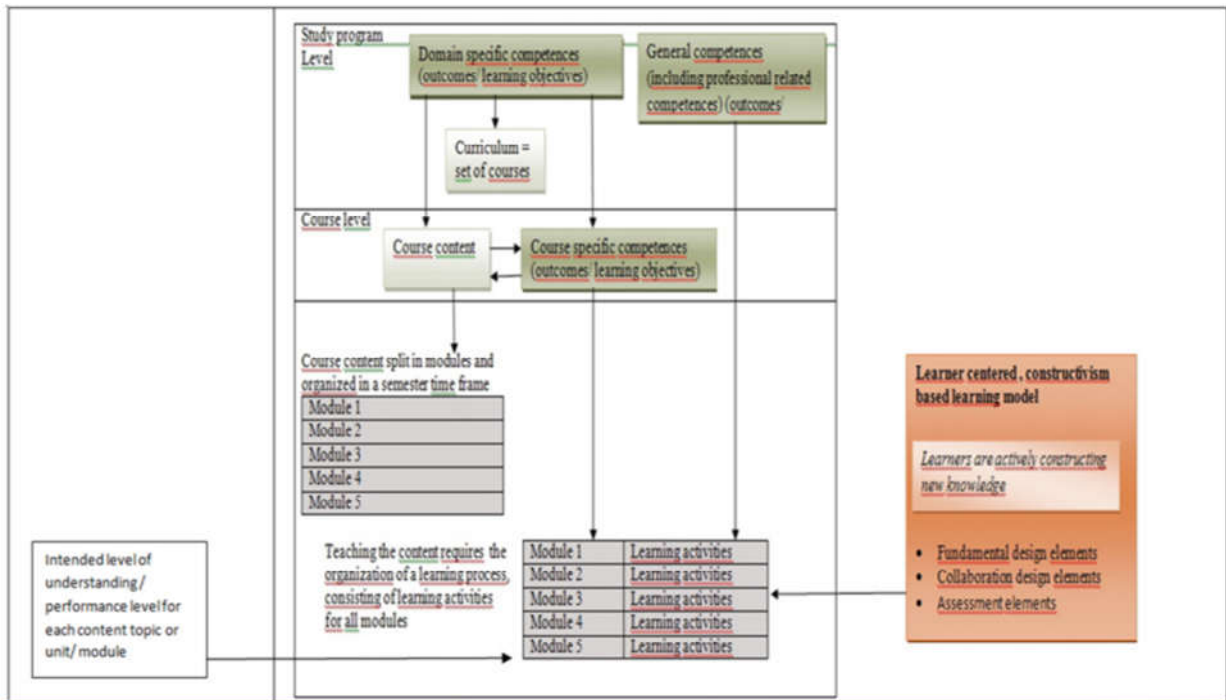 Study program
Level
Domain specific competences
(outcomes/ learning objectives)
General competences
(including professional related
competences) (outcomes/
Curriculum =
set of courses
Course level
Course content
Course specific competences
(outcomes/ learning objectives)
Course content split in modules and
organized in a semester time frame
Module 1
Module 2
Module 3
Module 4
Module 5
Learner centered , constructivism
based learning model
Learners are actively constructing
new knowledge
• Fundamental design elements
• Collaboration design elements
• Assessment elements
Intended level of
understanding /
performance level for
each content topic or
unit/ module
Teaching the content requires the
organization of a learning process,
consisting of learning activities
for all modules
Module 1 Learning activities
Module 2 Learning activities
Module 3 Learning activities
Module 4 Learning activities
Module 5 Learning activities